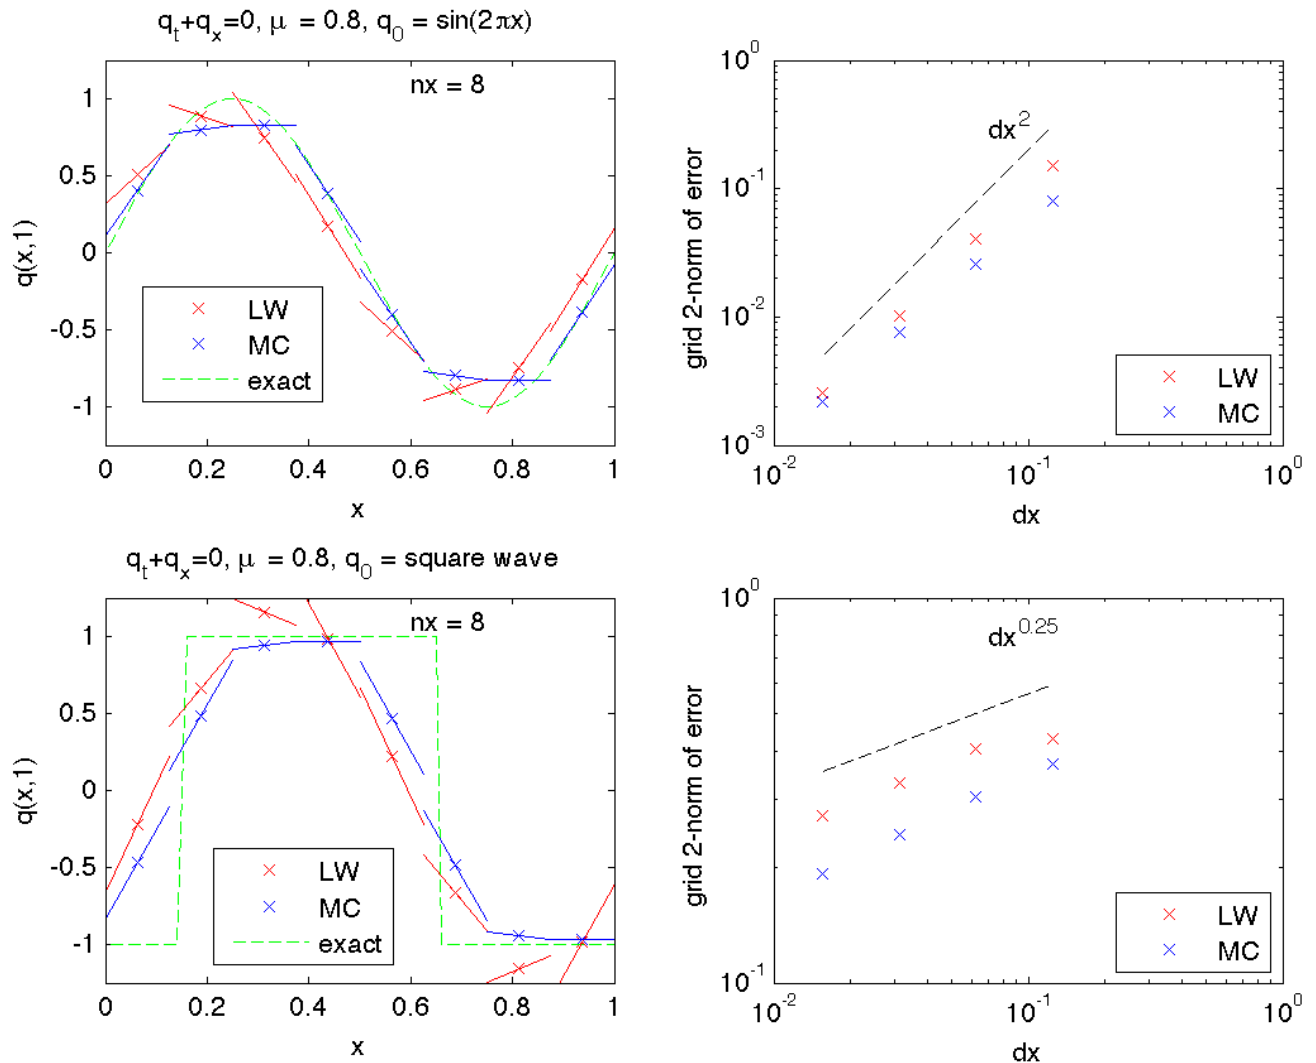 q_t+q_x=0, μ = 0.8, q_0 = sin(2πx)
nx = 8
1
0.5
0
-0.5
-1
q(x,1)
LW
MC
exact
0 0.2 0.4 0.6 0.8 1
x
10^0
10^-1
10^-2
10^-3
grid 2-norm of error
dx^2
LW
MC
10^-2 10^-1 10^0
dx
q_t+q_x=0, μ = 0.8, q_0 = square wave
nx = 8
1
0.5
0
-0.5
-1
q(x,1)
LW
MC
exact
0 0.2 0.4 0.6 0.8 1
x
10^0
10^-1
grid 2-norm of error
dx^0.25
LW
MC
10^-2 10^-1 10^0
dx